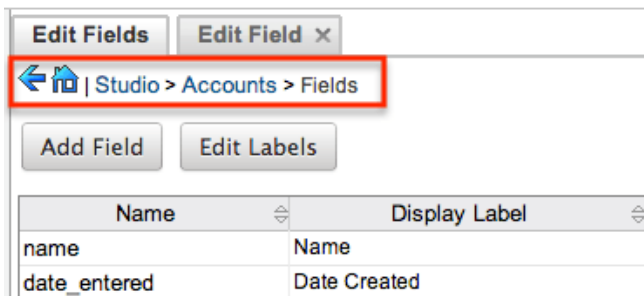 Edit Fields Edit Field ×
| Studio > Accounts > Fields
Add Field Edit Labels
Name Display Label
name Name
date_entered Date Created